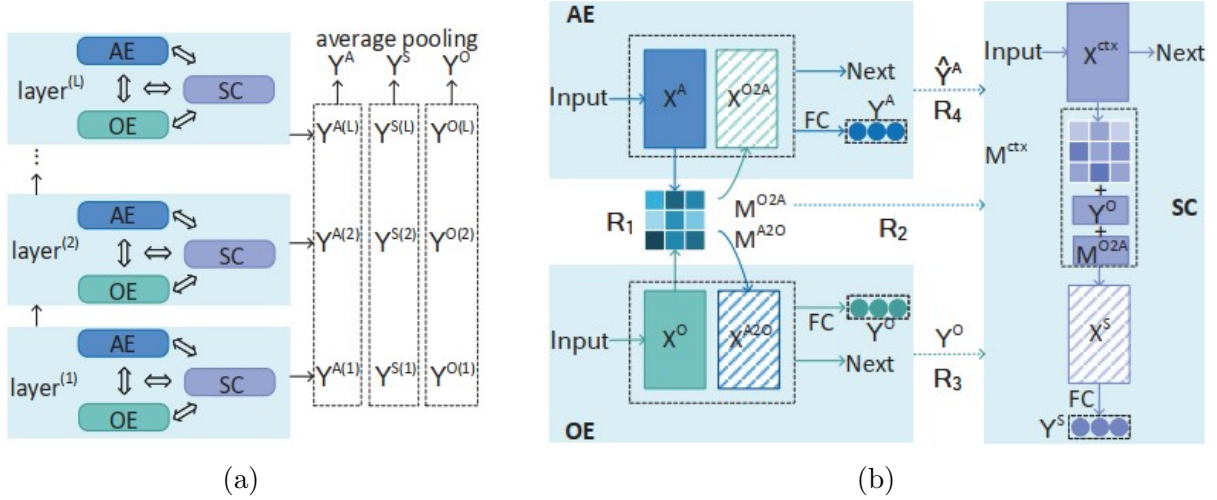 average pooling
Y^A Y^S Y^O
AE
layer^(L)
SC
OE
Y^A(L) Y^S(L) Y^O(L)
...
AE
layer^(2)
SC
OE
Y^A(2) Y^S(2) Y^O(2)
AE
layer^(1)
SC
OE
Y^A(1) Y^S(1) Y^O(1)
(a)
AE
Input
X^A
X^O2A
Next
FC
Y^A
Ŷ^A
R_4
R_1
M^O2A
M^A2O
R_2
Input
X^O
X^A2O
FC
Y^O
Next
OE
Y^O
R_3
Input
X^ctx
Next
M^ctx
+
Y^O
+
M^O2A
SC
X^S
FC
Y^S
(b)